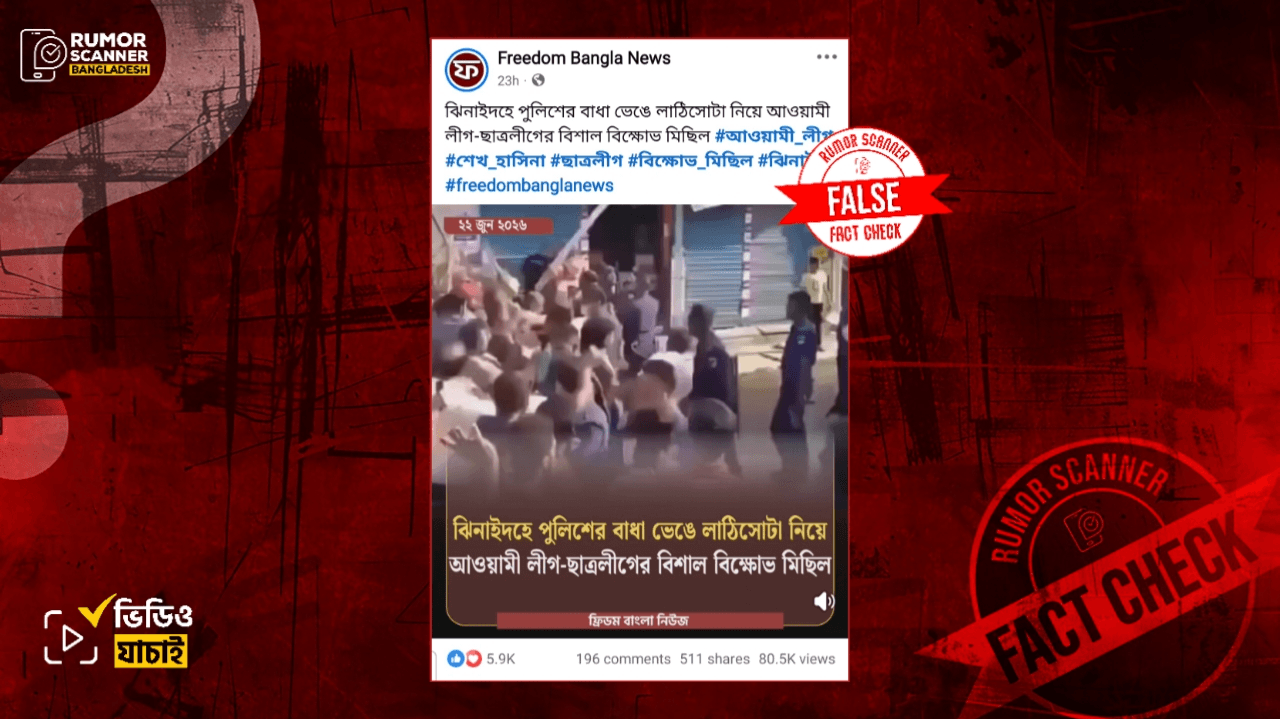 RUMOR
SCANNER
BANGLADESH
Freedom Bangla News
23h
ঝিনাইদহে পুলিশের বাধা ভেঙে লাঠিসোটা নিয়ে আওয়ামী
লীগ-ছাত্রলীগের বিশাল বিক্ষোভ মিছিল #আওয়ামী_লীগ
#শেখ_হাসিনা #ছাত্রলীগ #বিক্ষোভ_মিছিল
#freedombanglanews
RUMOR SCANNER
FALSE
FACT CHECK
২২ জুন ২০২৬
ঝিনাইদহে পুলিশের বাধা ভেঙে লাঠিসোটা নিয়ে
আওয়ামী লীগ-ছাত্রলীগের বিশাল বিক্ষোভ মিছিল
ফ্রিডম বাংলা নিউজ
5.9K 196 comments 511 shares 80.5K views
ভিডিও
যাচাই
RUMOR SCANNER
FACT CHECK